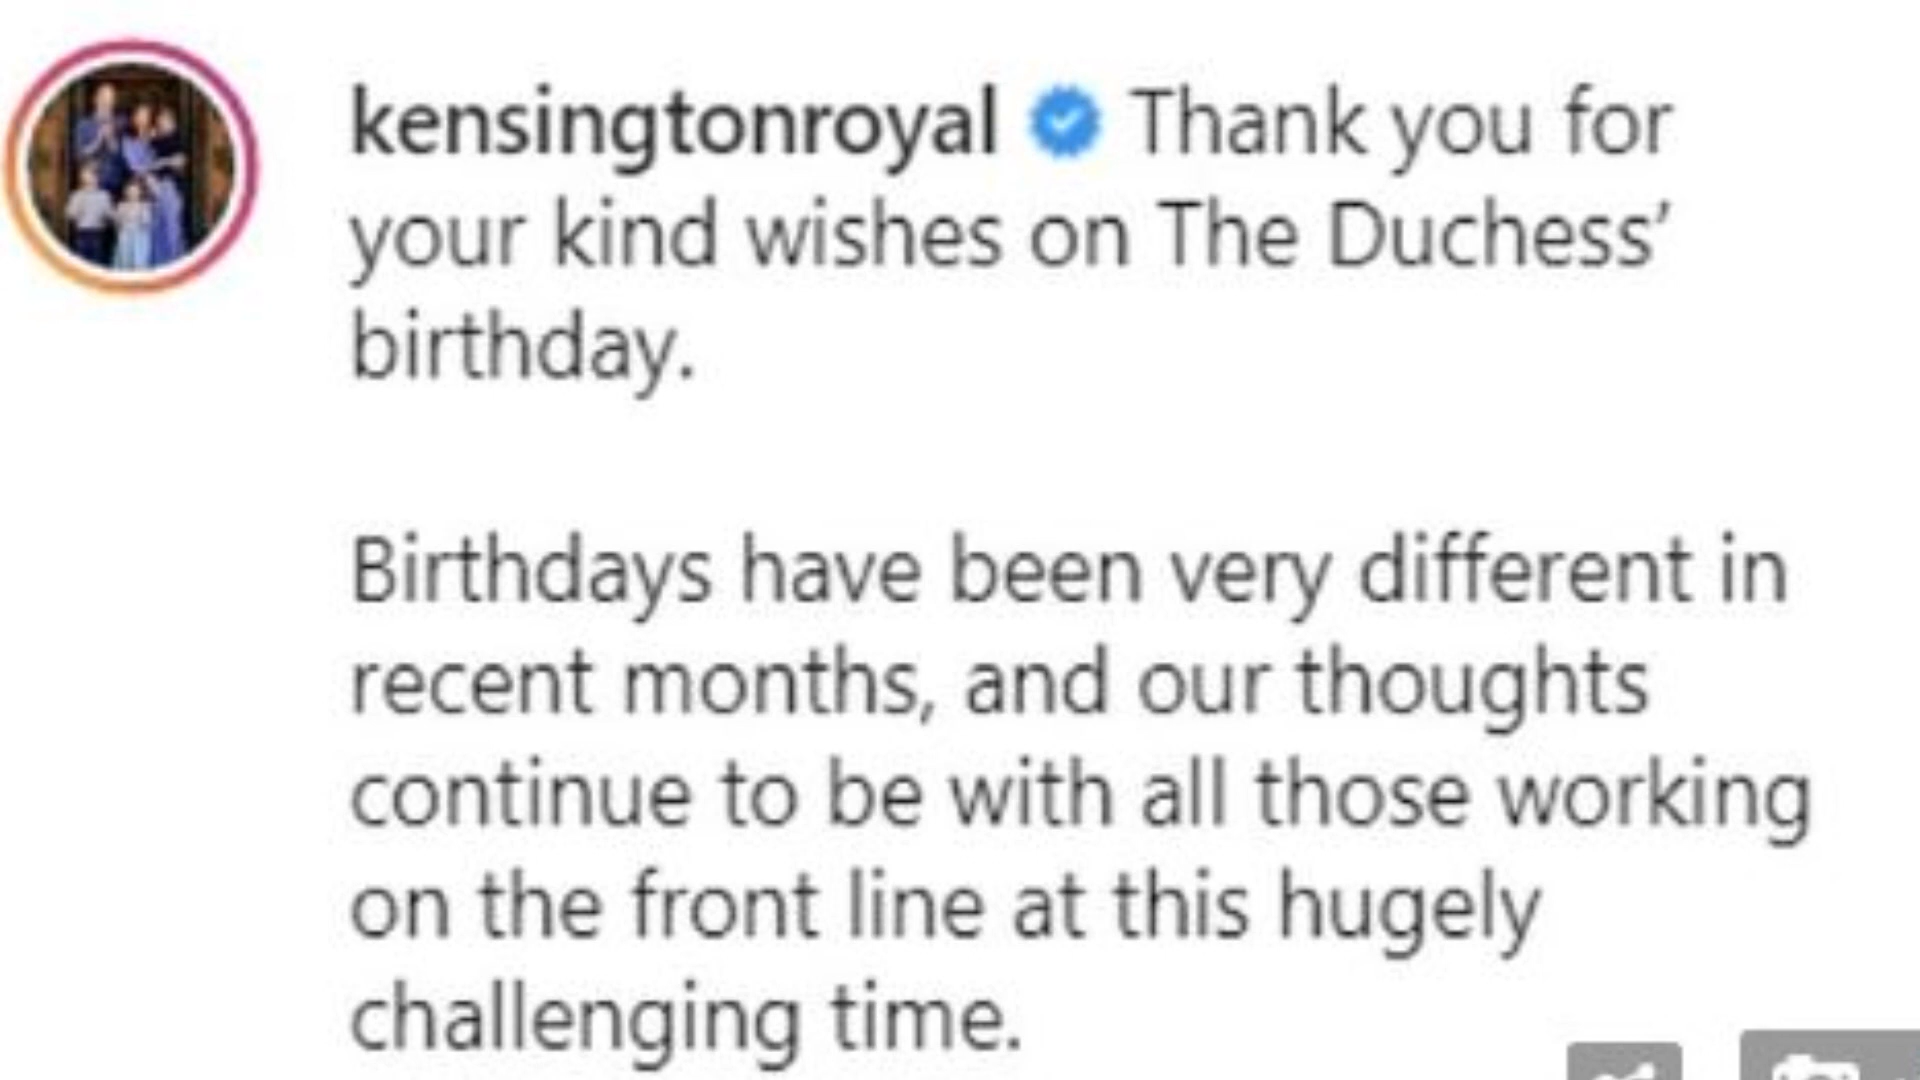 kensingtonroyal Thank you for
your kind wishes on The Duchess’
birthday.
Birthdays have been very different in
recent months, and our thoughts
continue to be with all those working
on the front line at this hugely
challenging time.